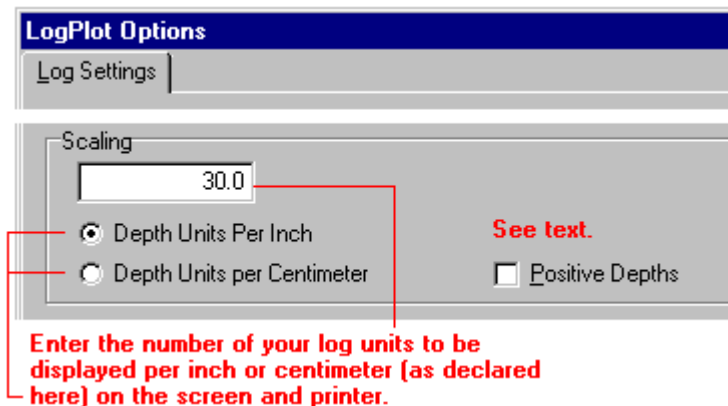 LogPlot Options
Log Settings
Scaling
30.0
Depth Units Per Inch
See text.
Depth Units per Centimeter
Positive Depths
Enter the number of your log units to be
displayed per inch or centimeter (as declared
here) on the screen and printer.